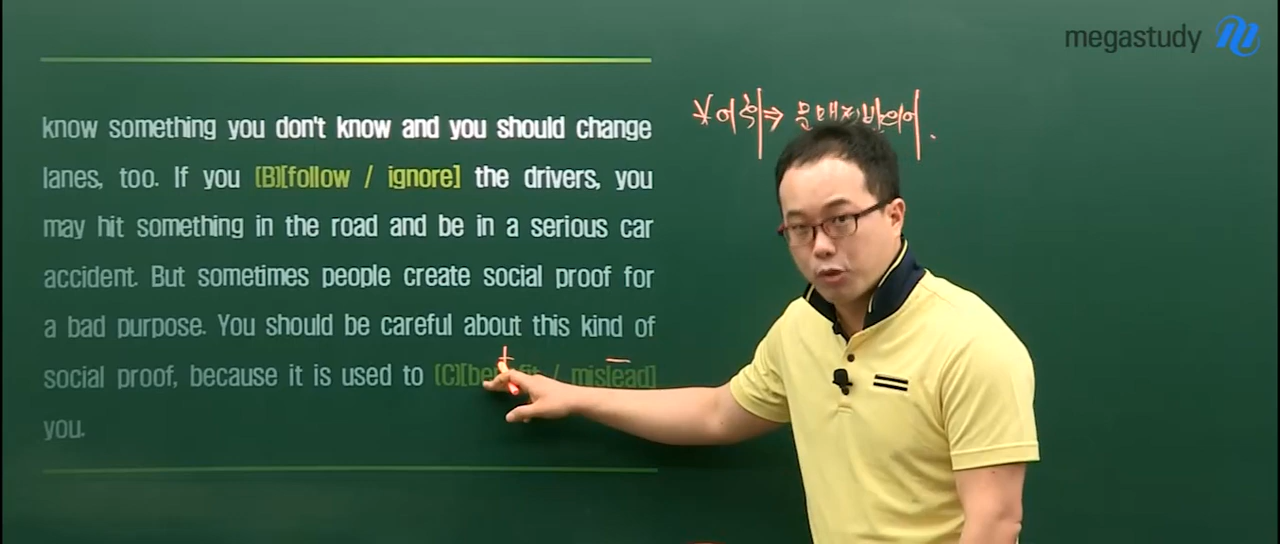 megastudy
know something you don't know and you should change
lanes, too. If you (B)[follow / ignore] the drivers, you
may hit something in the road and be in a serious car
accident. But sometimes people create social proof for
a bad purpose. You should be careful about this kind of
social proof, because it is used to (C)[ / mislead]
you.